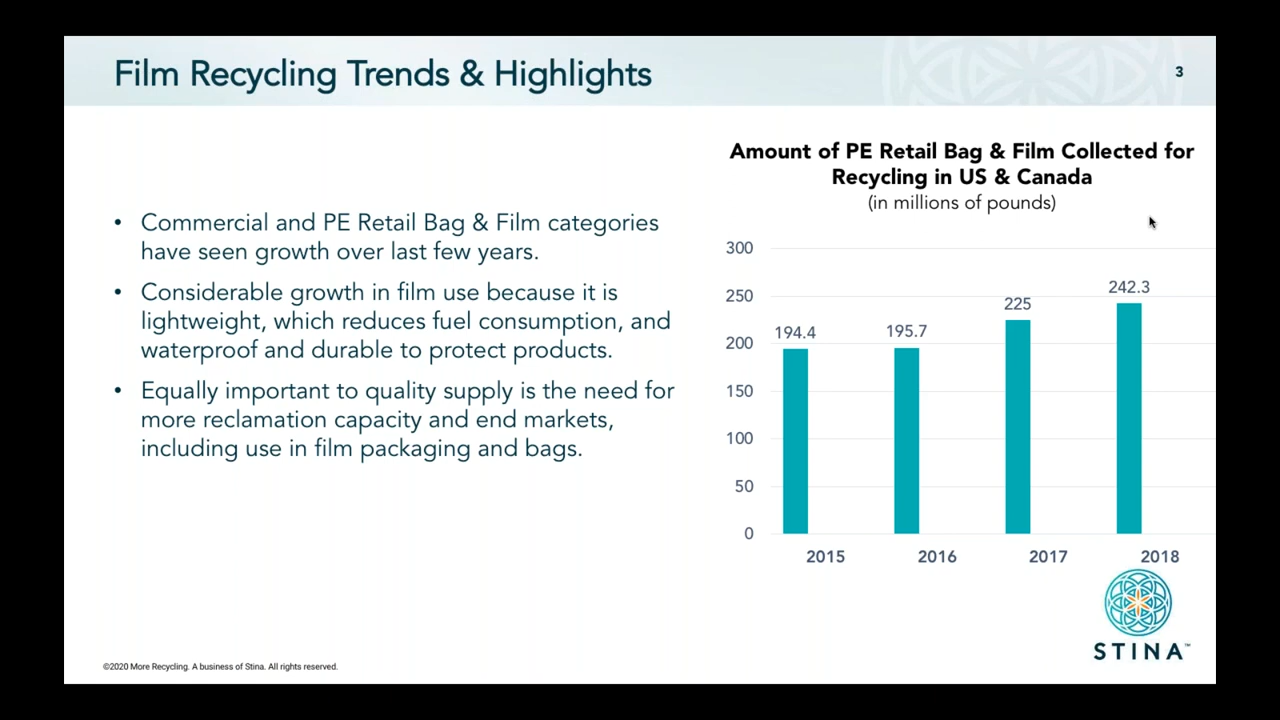 Film Recycling Trends & Highlights
3
• Commercial and PE Retail Bag & Film categories
have seen growth over last few years.
• Considerable growth in film use because it is
lightweight, which reduces fuel consumption, and
waterproof and durable to protect products.
• Equally important to quality supply is the need for
more reclamation capacity and end markets,
including use in film packaging and bags.
Amount of PE Retail Bag & Film Collected for
Recycling in US & Canada
(in millions of pounds)
300
250
200
150
100
50
0
194.4
195.7
225
242.3
2015
2016
2017
2018
STINA™
©2020 More Recycling. A business of Stina. All rights reserved.